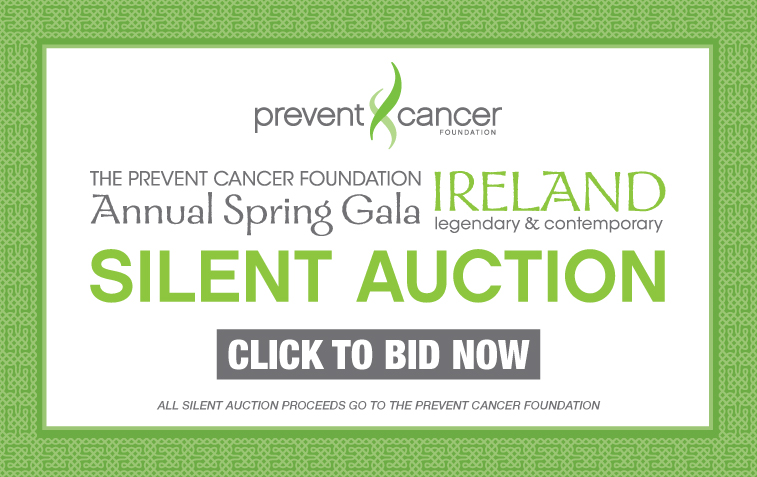 prevent cancer
FOUNDATION
THE PREVENT CANCER FOUNDATION
Annual Spring Gala
IRELAND
legendary & contemporary
SILENT AUCTION
CLICK TO BID NOW
ALL SILENT AUCTION PROCEEDS GO TO THE PREVENT CANCER FOUNDATION